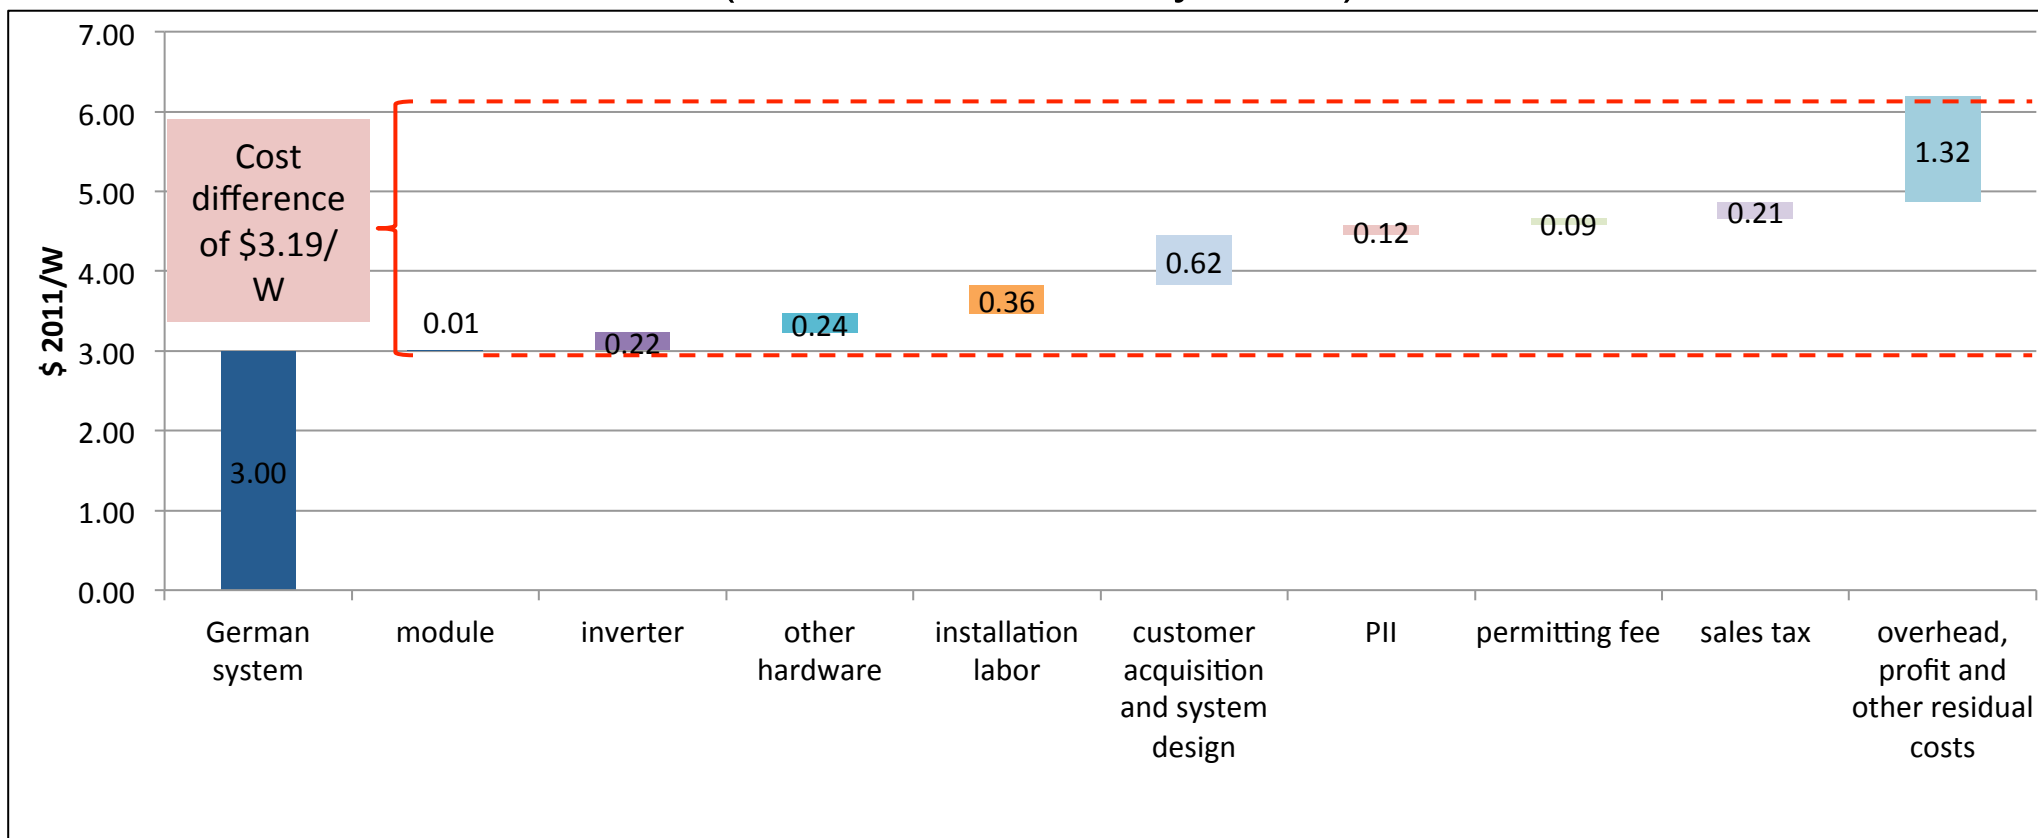 7.00
6.00
5.00
4.00
3.00
2.00
1.00
0.00
$ 2011/W
Cost
difference
of $3.19/
W
3.00
0.01
0.22
0.24
0.36
0.62
0.12
0.09
0.21
1.32
German
system
module
inverter
other
hardware
installation
labor
customer
acquisition
and system
design
PII
permitting fee
sales tax
overhead,
profit and
other residual
costs